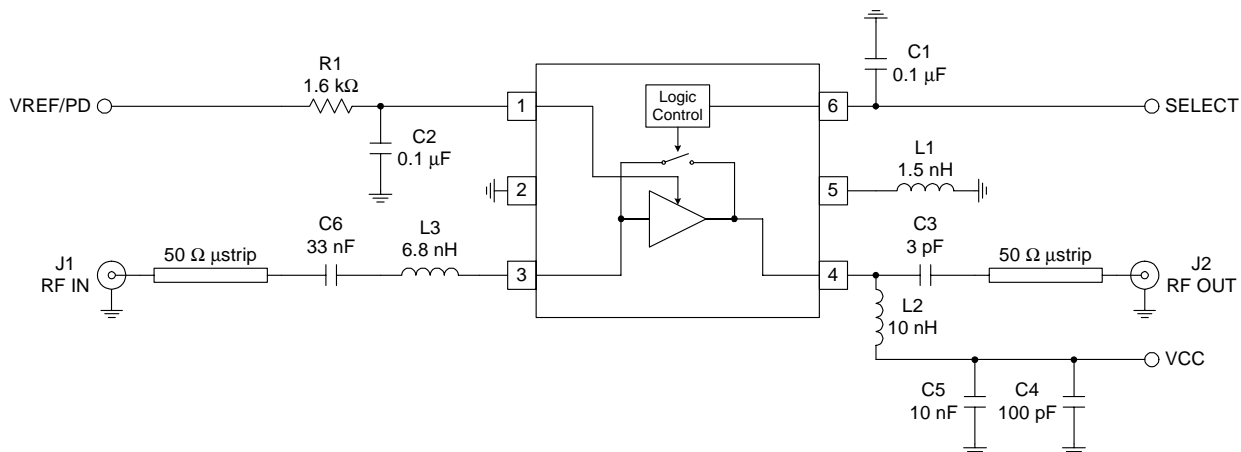 R1
1.6 kΩ
C1
0.1 µF
VREF/PD
1
Logic
Control
6
SELECT
C2
0.1 µF
L1
1.5 nH
2
5
C6
33 nF
L3
6.8 nH
C3
3 pF
J1
RF IN
50 Ω µstrip
3
4
50 Ω µstrip
J2
RF OUT
L2
10 nH
VCC
C5
10 nF
C4
100 pF